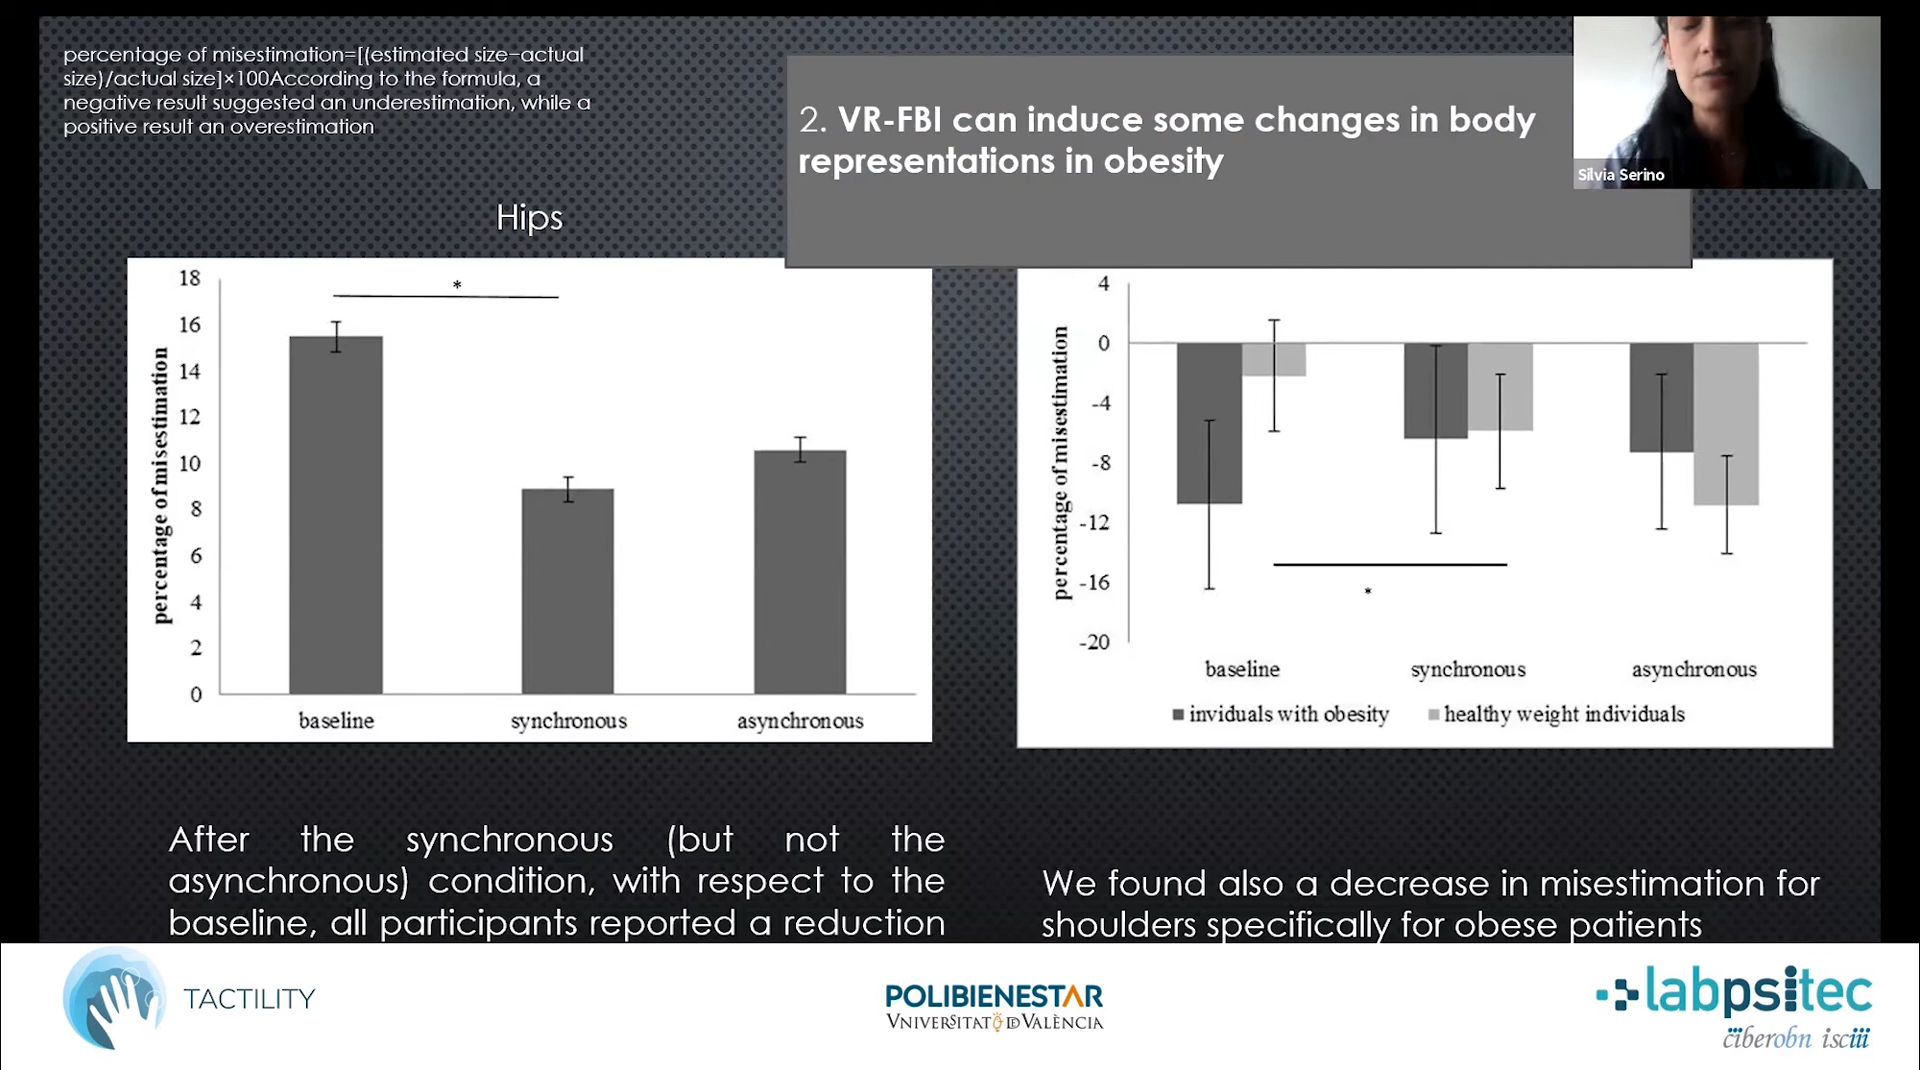 percentage of misestimation=[(estimated size−actual
size)/actual size]×100According to the formula, a
negative result suggested an underestimation, while a
positive result an overestimation
2. VR-FBI can induce some changes in body
representations in obesity
Silvia Serino
Hips
percentage of misestimation
18
16
14
12
10
8
6
4
2
0
*
baseline synchronous asynchronous
percentage of misestimation
4
0
-4
-8
-12
-16
-20
*
baseline synchronous asynchronous
inviduals with obesity healthy weight individuals
After the synchronous (but not the
asynchronous) condition, with respect to the
baseline, all participants reported a reduction
We found also a decrease in misestimation for
shoulders specifically for obese patients
TACTILITY
POLIBIENESTAR
VNIVERSITAT DE VALÈNCIA
labpsitec
ciberobn isciii